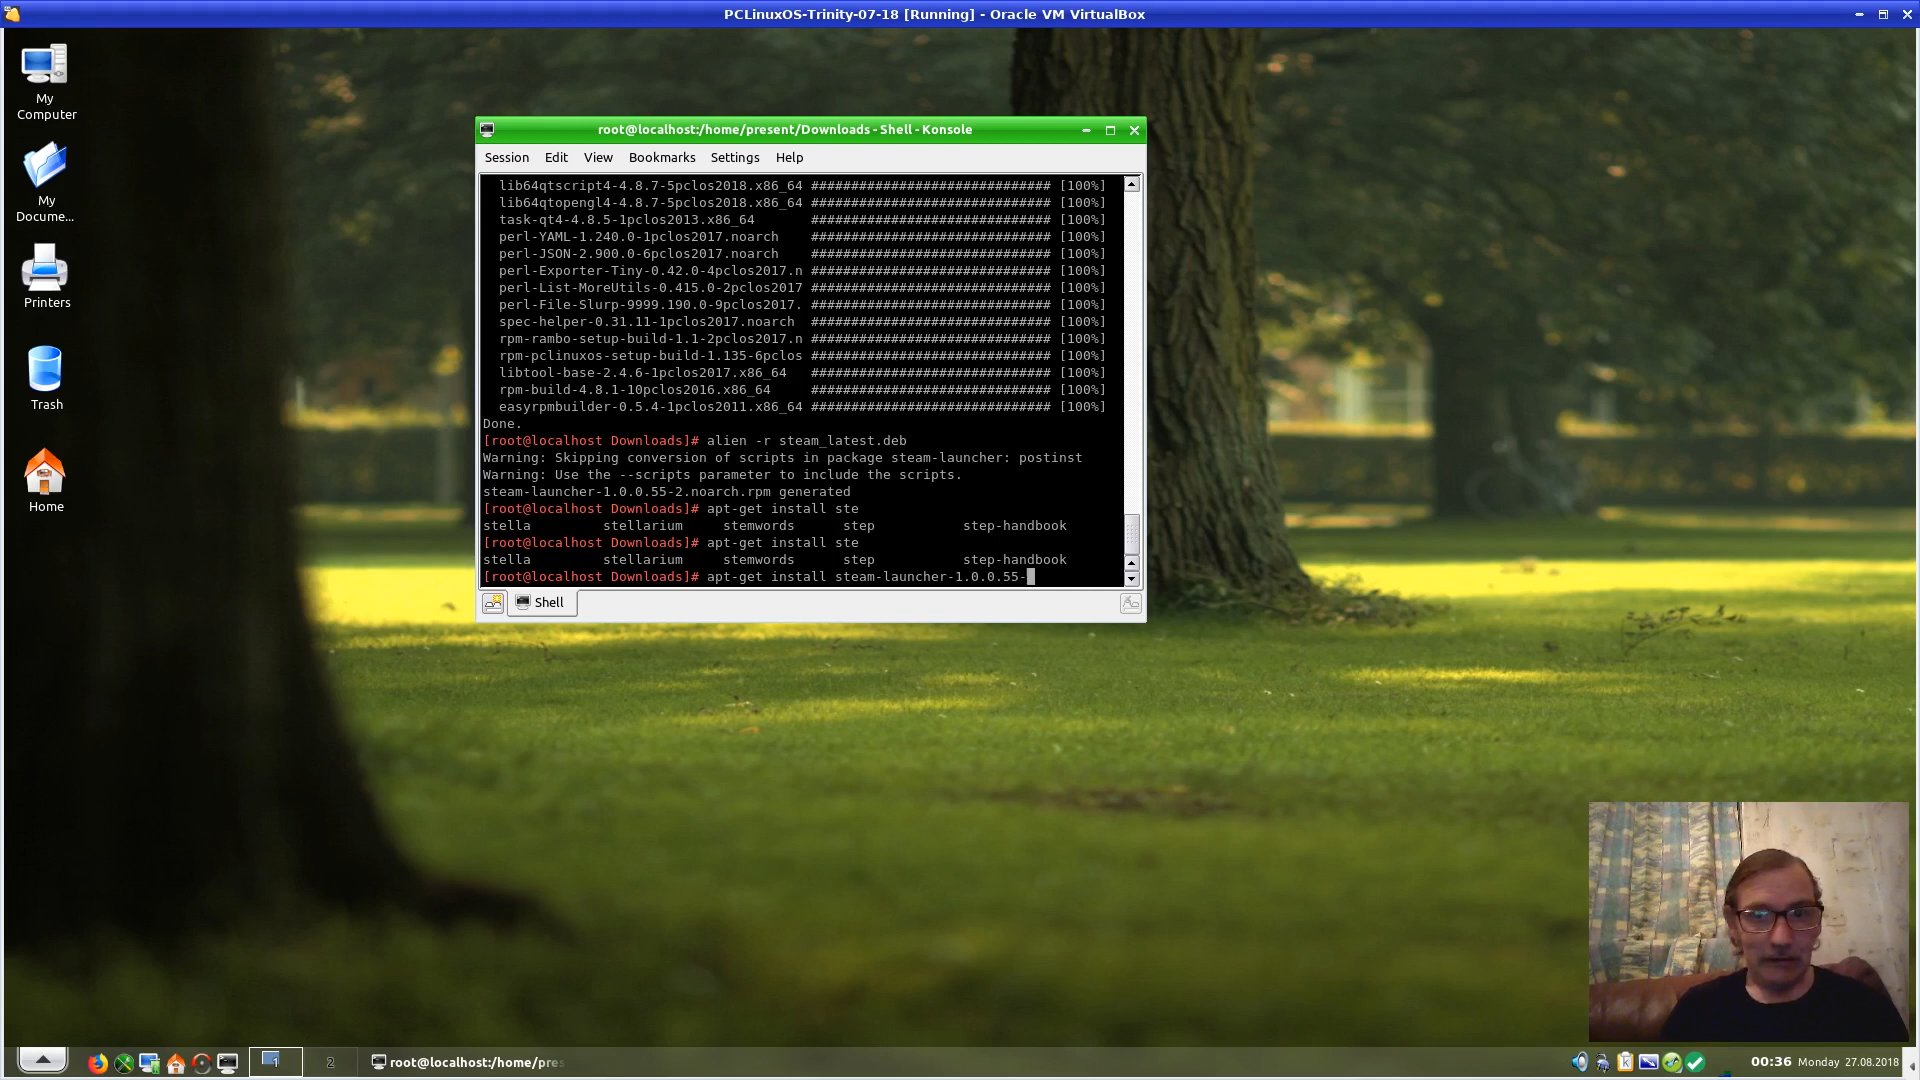 PCLinuxOS-Trinity-07-18 [Running] - Oracle VM VirtualBox
My
Computer
My
Docume...
Printers
Trash
Home
root@localhost:/home/present/Downloads - Shell - Konsole
Session Edit View Bookmarks Settings Help
lib64qtscript4-4.8.7-5pclos2018.x86_64 ############################## [100%]
lib64qtopengl4-4.8.7-5pclos2018.x86_64 ############################## [100%]
task-qt4-4.8.5-1pclos2013.x86_64 ############################## [100%]
perl-YAML-1.240.0-1pclos2017.noarch ############################## [100%]
perl-JSON-2.900.0-6pclos2017.noarch ############################## [100%]
perl-Exporter-Tiny-0.42.0-4pclos2017.n ############################## [100%]
perl-List-MoreUtils-0.415.0-2pclos2017 ############################## [100%]
perl-File-Slurp-9999.190.0-9pclos2017. ############################## [100%]
spec-helper-0.31.11-1pclos2017.noarch ############################## [100%]
rpm-rambo-setup-build-1.1-2pclos2017.n ############################## [100%]
rpm-pclinuxos-setup-build-1.135-6pclos ############################## [100%]
libtool-base-2.4.6-1pclos2017.x86_64 ############################## [100%]
rpm-build-4.8.1-10pclos2016.x86_64 ############################## [100%]
easyrpmbuilder-0.5.4-1pclos2011.x86_64 ############################## [100%]
Done.
[root@localhost Downloads]# alien -r steam_latest.deb
Warning: Skipping conversion of scripts in package steam-launcher: postinst
Warning: Use the --scripts parameter to include the scripts.
steam-launcher-1.0.0.55-2.noarch.rpm generated
[root@localhost Downloads]# apt-get install ste
stella stellarium stemwords step step-handbook
[root@localhost Downloads]# apt-get install ste
stella stellarium stemwords step step-handbook
[root@localhost Downloads]# apt-get install steam-launcher-1.0.0.55-
Shell
1 2 root@localhost:/home/pres 00:36 Monday 27.08.2018